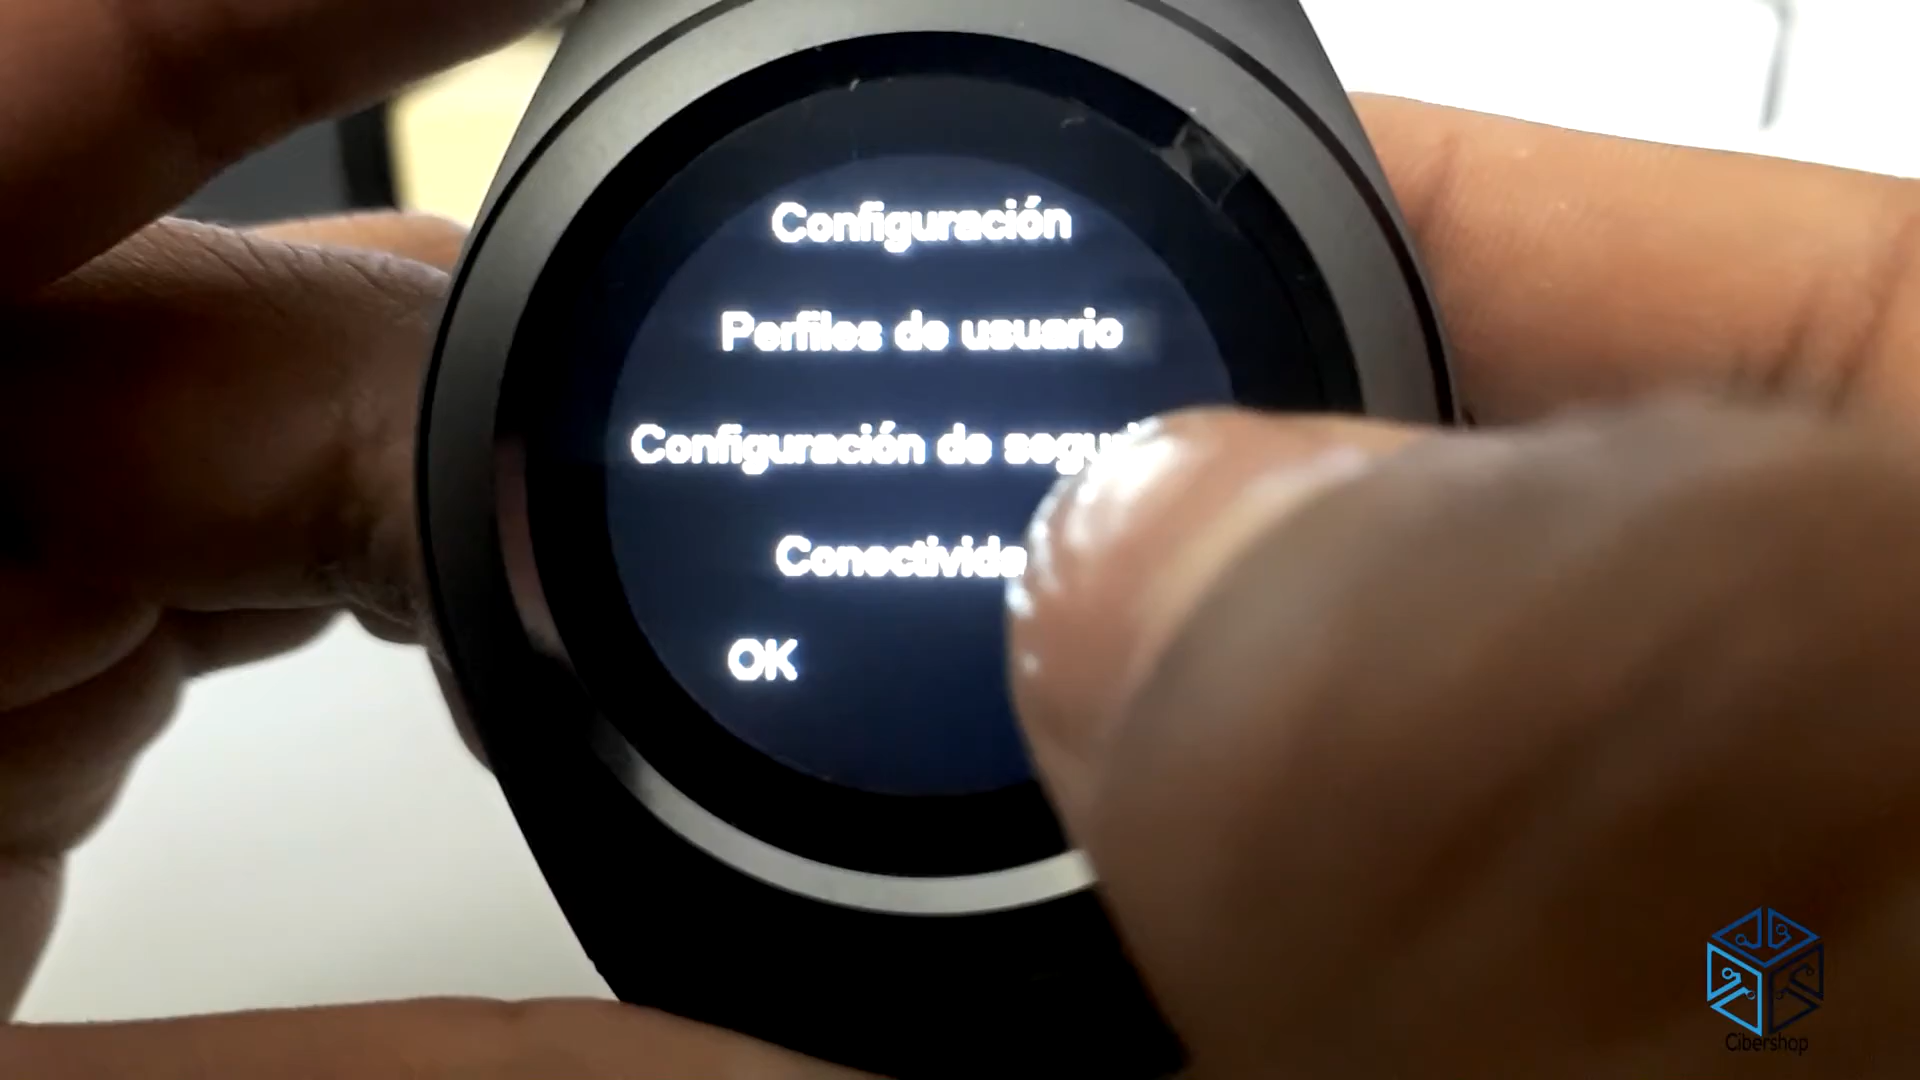 Configuración
Perfiles de usuario
Configuración de
OK
Cibershop